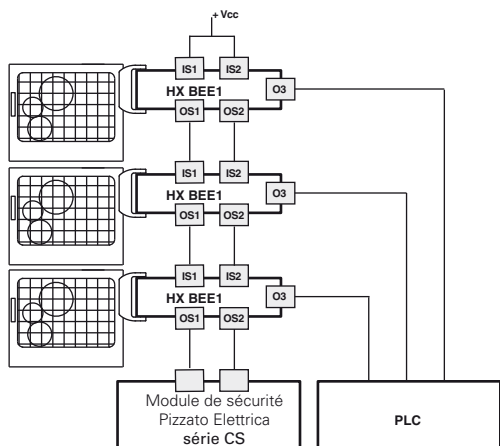 + Vcc
IS1 IS2
HX BEE1 O3
OS1 OS2
IS1 IS2
HX BEE1 O3
OS1 OS2
IS1 IS2
HX BEE1 O3
OS1 OS2
Module de sécurité
Pizzato Elettrica
série CS
PLC